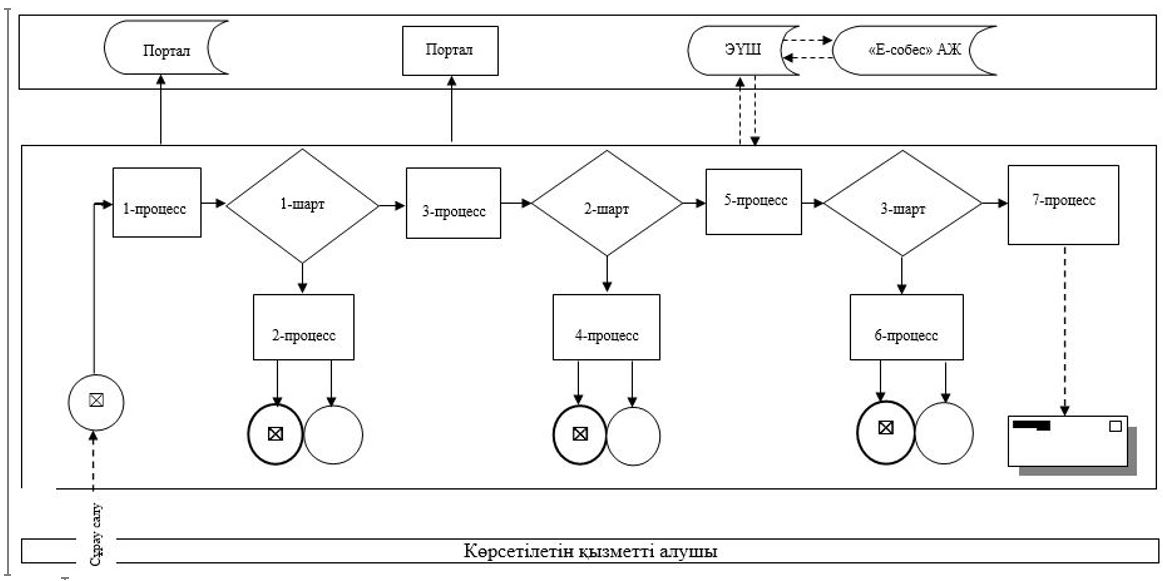 Портал
Портал
ЭҮШ
«Е-собес» АЖ
1-процесс
1-шарт
3-процесс
2-шарт
5-процесс
3-шарт
7-процесс
2-процесс
4-процесс
6-процесс
Сұрау салу
Көрсетілетін қызметті алушы